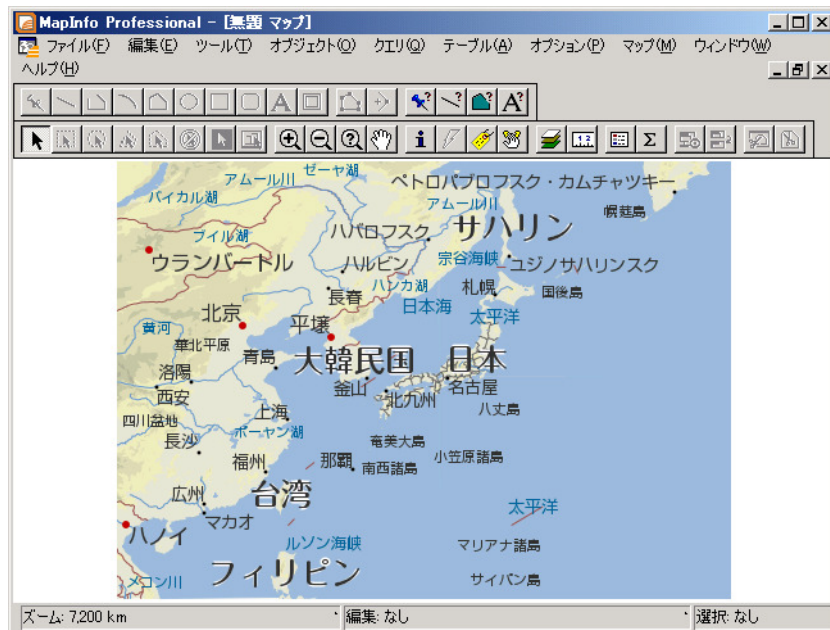 MapInfo Professional - [無題 マップ]
ファイル(F) 編集(E) ツール(T) オブジェクト(O) クエリ(Q) テーブル(A) オプション(P) マップ(M) ウィンドウ(W)
ヘルプ(H)
アムール川 ゼーヤ湖
ペトロパブロフスク・カムチャツキー
バイカル湖
アムール川
幌莚島
ブイル湖 ハバロフスク サハリン
ウランバートル ハルビン 宗谷海峡 ユジノサハリンスク
長春 ハンカ湖 札幌 国後島
北京 平壌 日本海 太平洋
黄河
華北平原 青島 大韓民国 日本
洛陽
西安 釜山 北九州 名古屋
四川盆地 上海 八丈島
長沙 ポーヤン湖 奄美大島
福州 那覇 南西諸島 小笠原諸島
広州 台湾
マカオ 太平洋
ハノイ ルソン海峡 マリアナ諸島
メコン川 フィリピン サイパン島
ズーム: 7,200 km 編集: なし 選択: なし